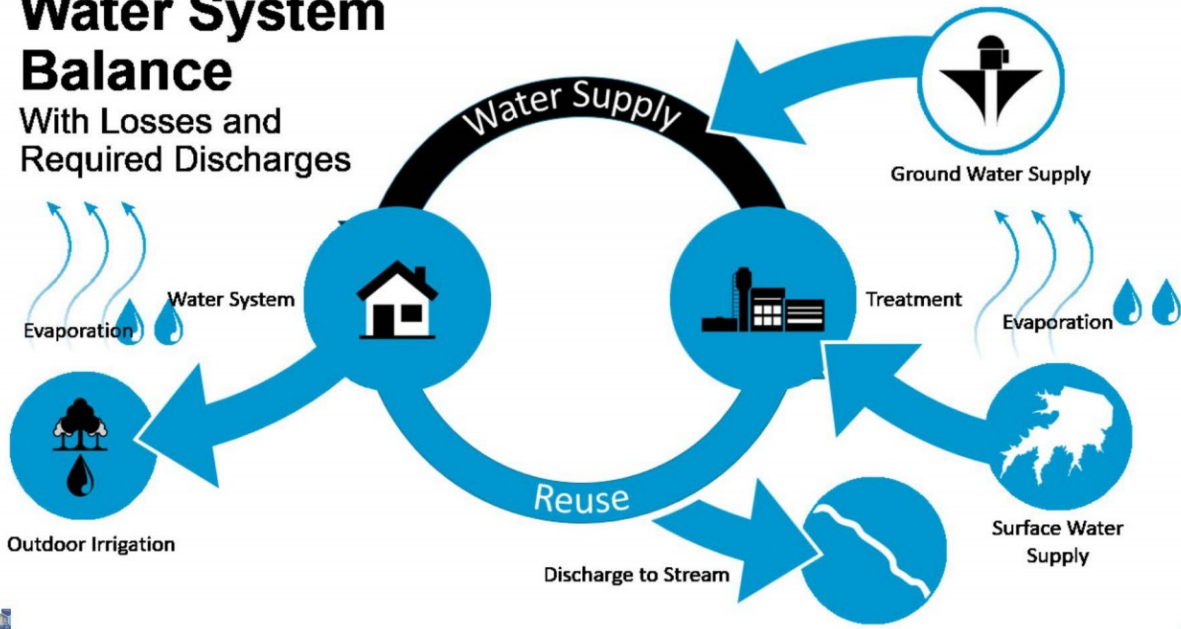 Water System
Balance
With Losses and
Required Discharges
Water Supply
Ground Water Supply
Water System
Treatment
Evaporation
Evaporation
Reuse
Outdoor Irrigation
Surface Water
Supply
Discharge to Stream